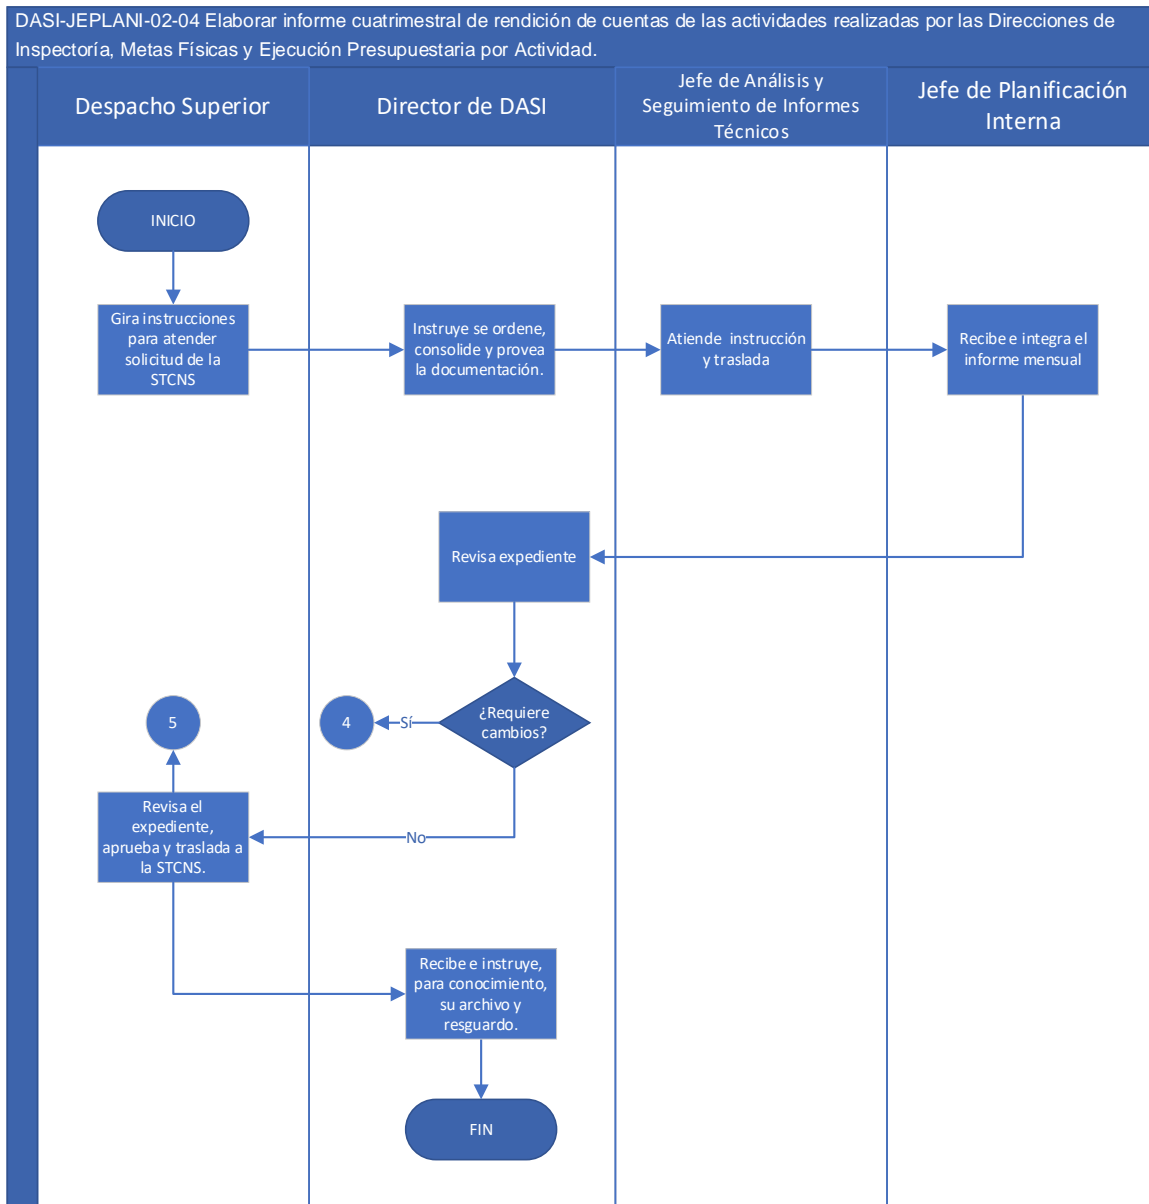 DASI-JEPLANI-02-04 Elaborar informe cuatrimestral de rendición de cuentas de las actividades realizadas por las Direcciones de
Inspectoría, Metas Físicas y Ejecución Presupuestaria por Actividad.
Despacho Superior
Director de DASI
Jefe de Análisis y
Seguimiento de Informes
Técnicos
Jefe de Planificación
Interna
INICIO
Gira instrucciones
para atender
solicitud de la
STCNS
Instruye se ordene,
consolide y provea
la documentación.
Atiende instrucción
y traslada
Recibe e integra el
informe mensual
Revisa expediente
¿Requiere
cambios?
Sí
4
5
No
Revisa el
expediente,
aprueba y traslada a
la STCNS.
Recibe e instruye,
para conocimiento,
su archivo y
resguardo.
FIN